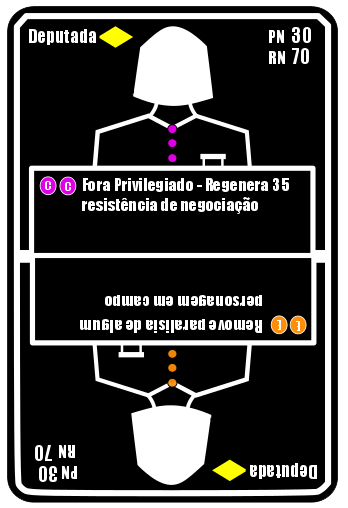 Deputada
PN 30
RN 70
C C Fora Privilegiado - Regenera 35
resistência de negociação
L L Remove paralisia de algum
personagem em campo
Deputada
PN 30
RN 70